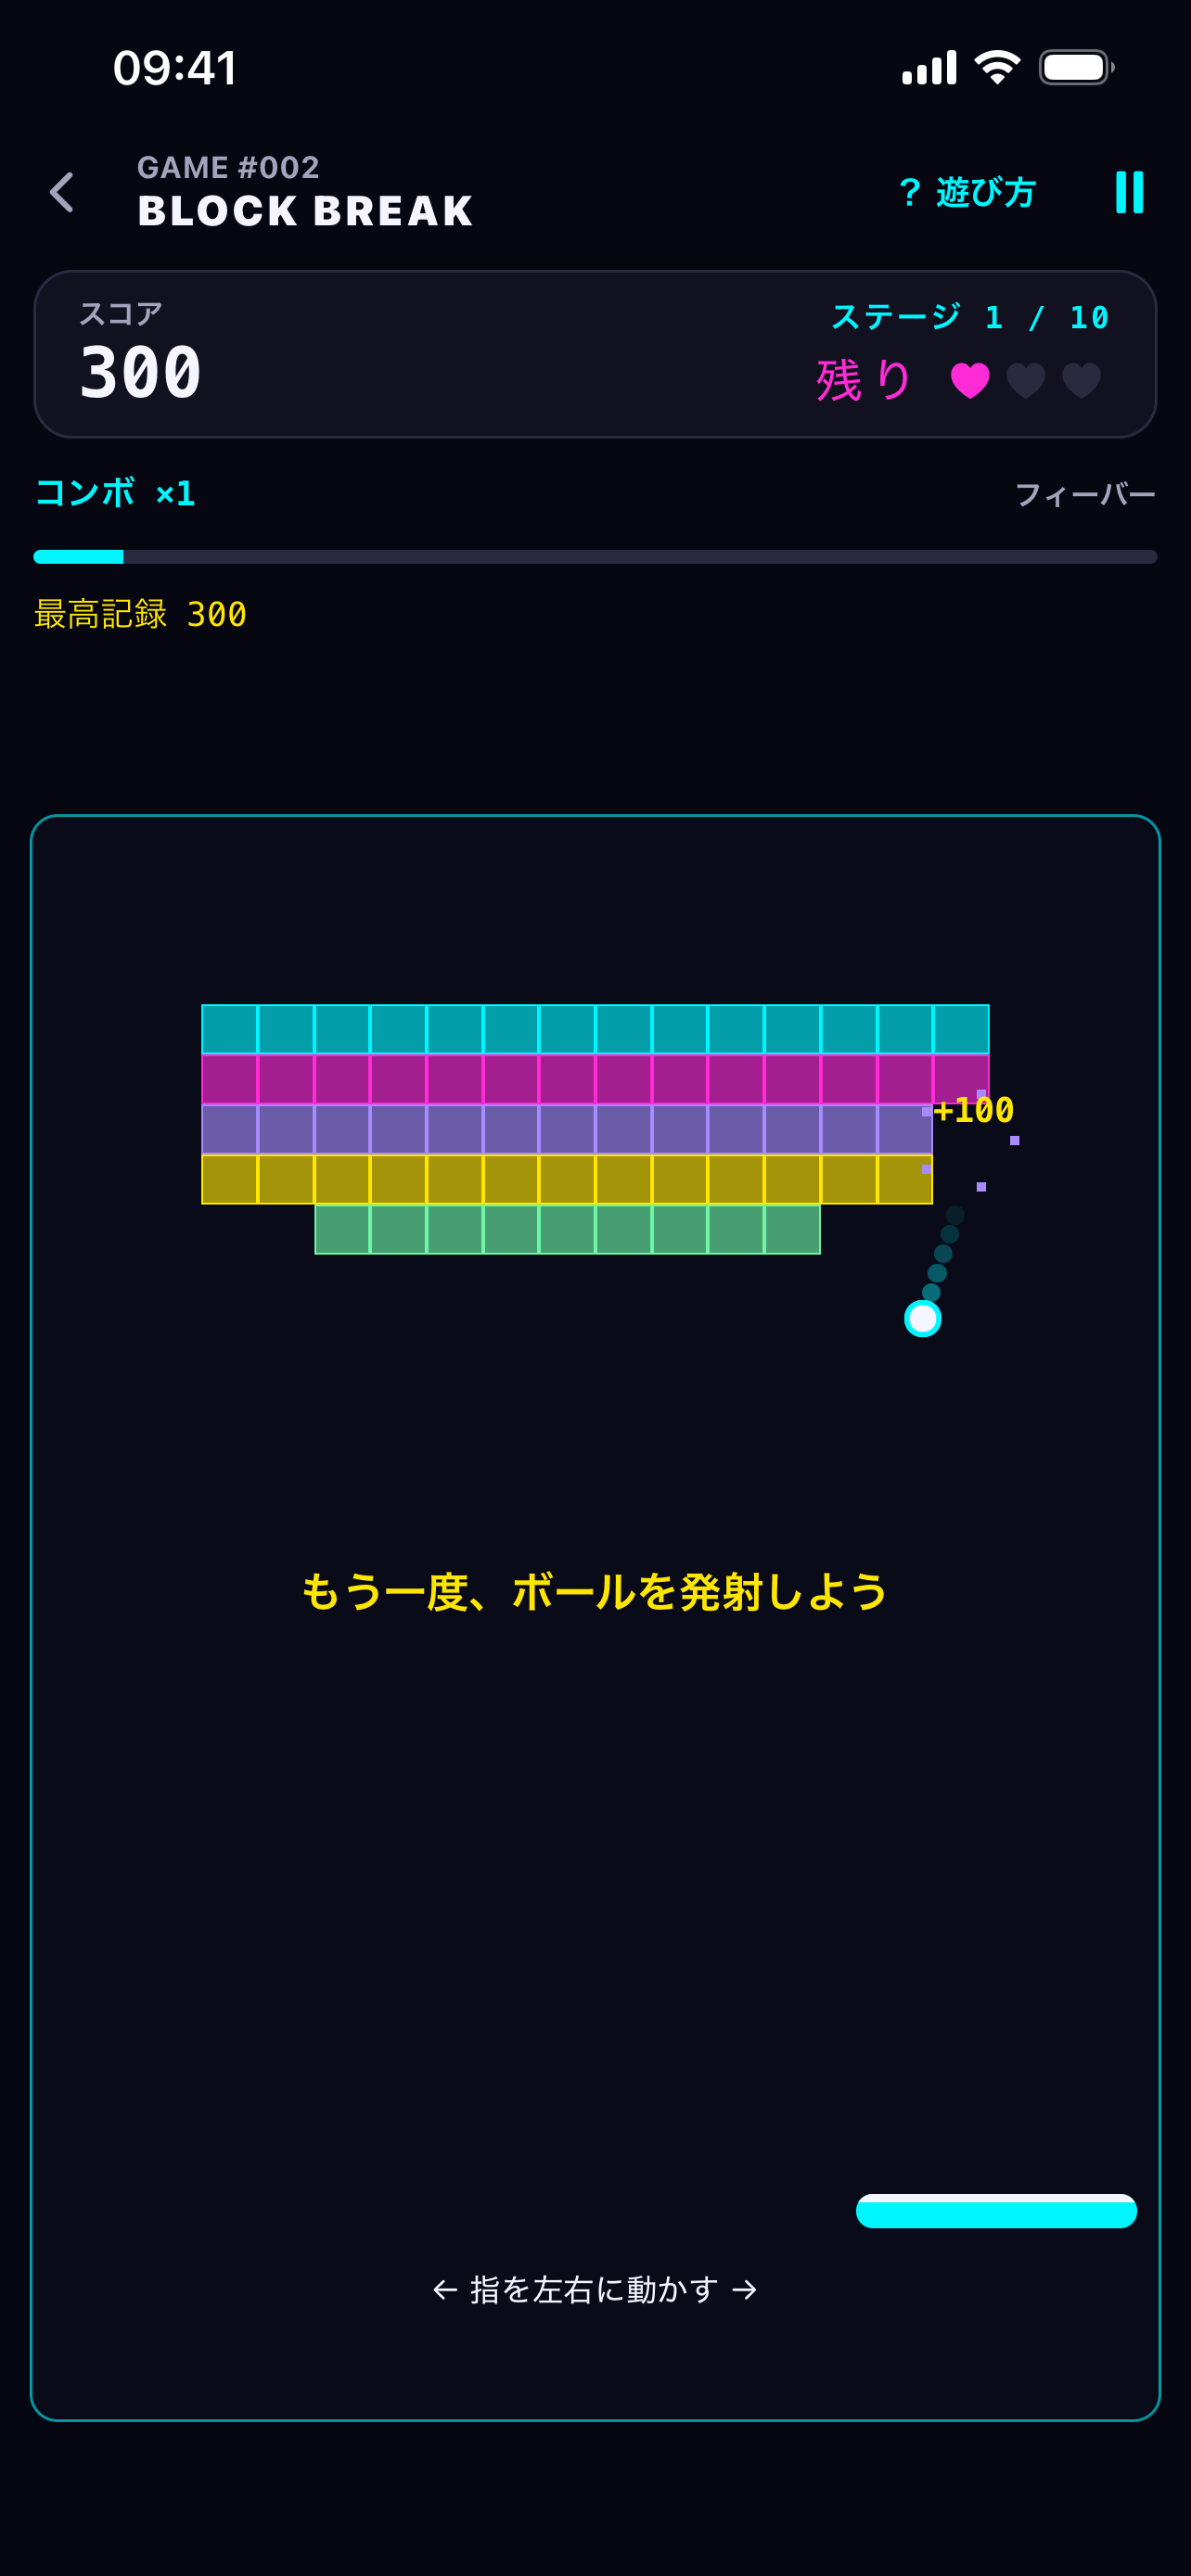 09:41
GAME #002
BLOCK BREAK
? 遊び方
スコア
300
ステージ 1 / 10
残り
コンボ ×1
フィーバー
最高記録 300
+100
もう一度、ボールを発射しよう
← 指を左右に動かす →